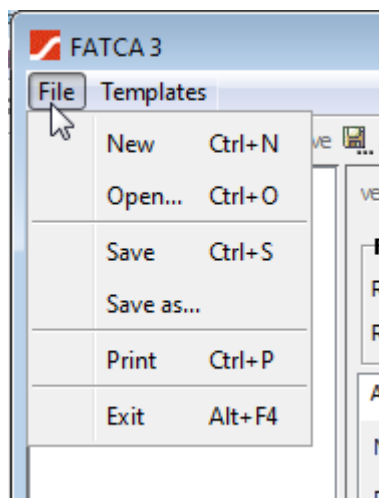 FATCA 3
File Templates
New Ctrl+N
Open... Ctrl+O
Save Ctrl+S
Save as...
Print Ctrl+P
Exit Alt+F4